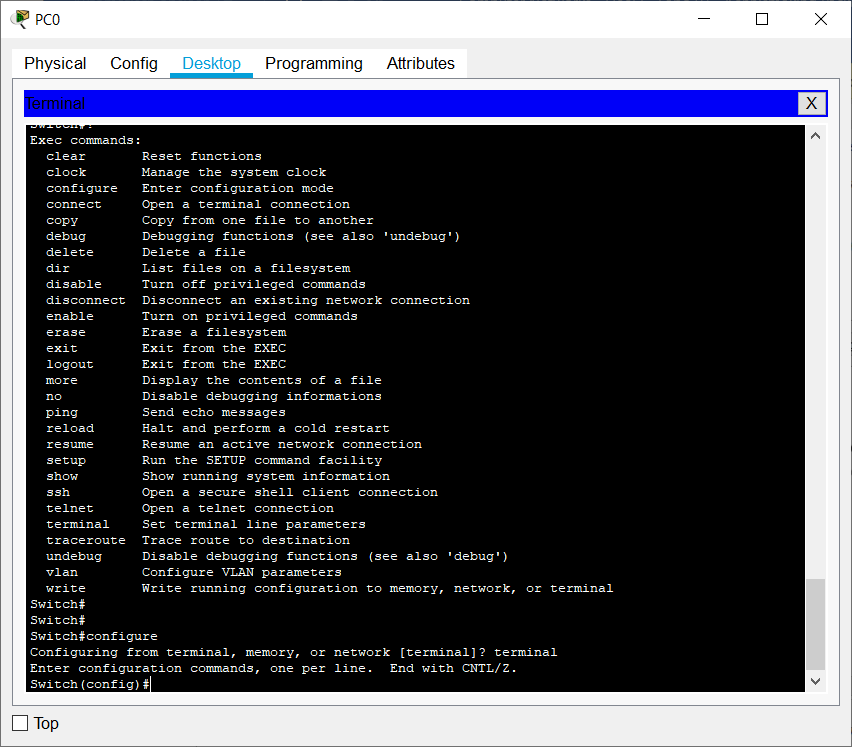 PC0
Physical Config Desktop Programming Attributes
Terminal
X
Switch#?
Exec commands:
clear Reset functions
clock Manage the system clock
configure Enter configuration mode
connect Open a terminal connection
copy Copy from one file to another
debug Debugging functions (see also 'undebug')
delete Delete a file
dir List files on a filesystem
disable Turn off privileged commands
disconnect Disconnect an existing network connection
enable Turn on privileged commands
erase Erase a filesystem
exit Exit from the EXEC
logout Exit from the EXEC
more Display the contents of a file
no Disable debugging informations
ping Send echo messages
reload Halt and perform a cold restart
resume Resume an active network connection
setup Run the SETUP command facility
show Show running system information
ssh Open a secure shell client connection
telnet Open a telnet connection
terminal Set terminal line parameters
traceroute Trace route to destination
undebug Disable debugging functions (see also 'debug')
vlan Configure VLAN parameters
write Write running configuration to memory, network, or terminal
Switch#
Switch#
Switch#configure
Configuring from terminal, memory, or network [terminal]? terminal
Enter configuration commands, one per line. End with CNTL/Z.
Switch(config)#
Top